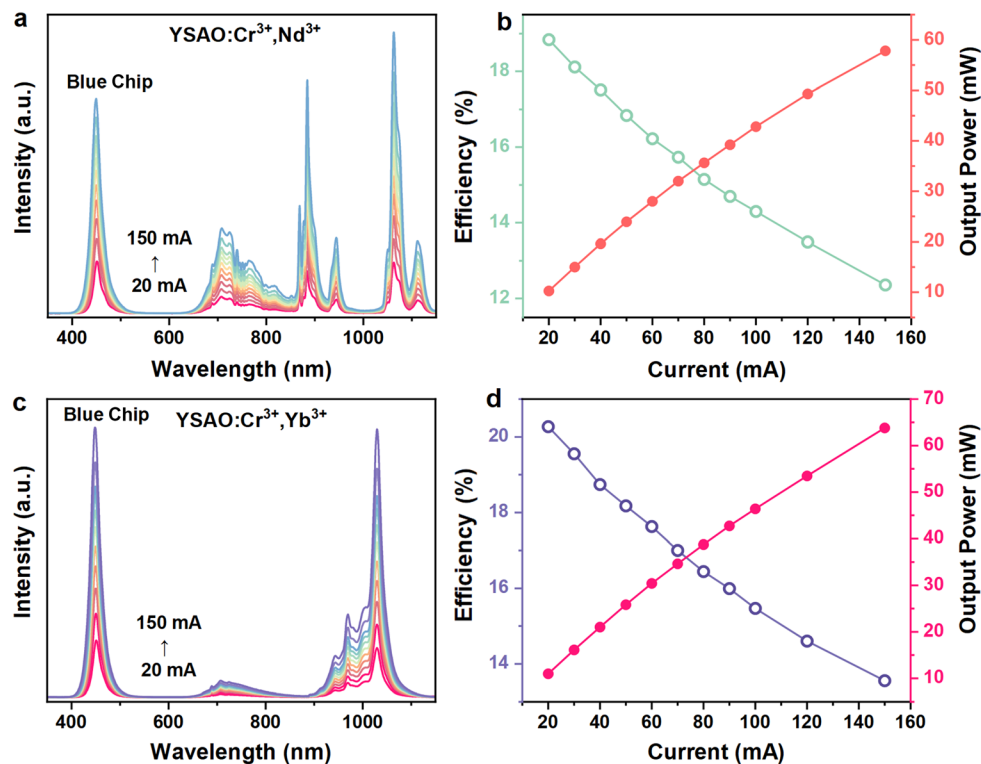 a
YSAO:Cr³⁺,Nd³⁺
Blue Chip
150 mA
↑
20 mA
Intensity (a.u.)
400 600 800 1000
Wavelength (nm)
b
18
16
14
12
Efficiency (%)
60
50
40
30
20
10
Output Power (mW)
20 40 60 80 100 120 140 160
Current (mA)
c
Blue Chip
YSAO:Cr³⁺,Yb³⁺
150 mA
↑
20 mA
Intensity (a.u.)
400 600 800 1000
Wavelength (nm)
d
20
18
16
14
Efficiency (%)
70
60
50
40
30
20
10
Output Power (mW)
20 40 60 80 100 120 140 160
Current (mA)